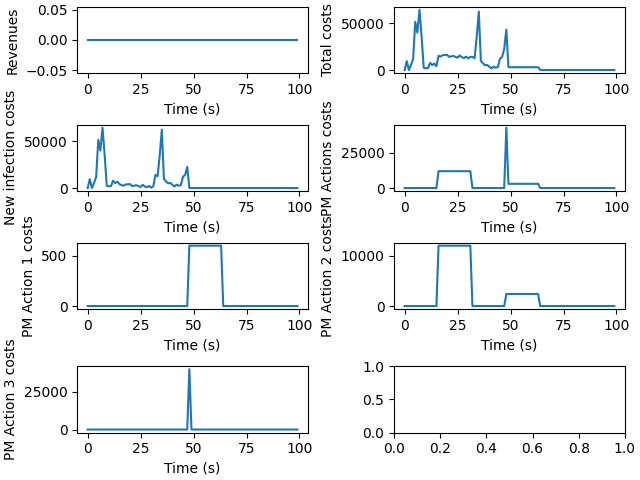 Revenues
0.05
0.00
−0.05
0 25 50 75 100
Time (s)
Total costs
50000
0
0 25 50 75 100
Time (s)
New infection costs
50000
0
0 25 50 75 100
Time (s)
PM Actions costs
25000
0
0 25 50 75 100
Time (s)
PM Action 1 costs
500
0
0 25 50 75 100
Time (s)
PM Action 2 costs
10000
0
0 25 50 75 100
Time (s)
PM Action 3 costs
25000
0
0 25 50 75 100
Time (s)
1.0
0.5
0.0
0.0 0.2 0.4 0.6 0.8 1.0